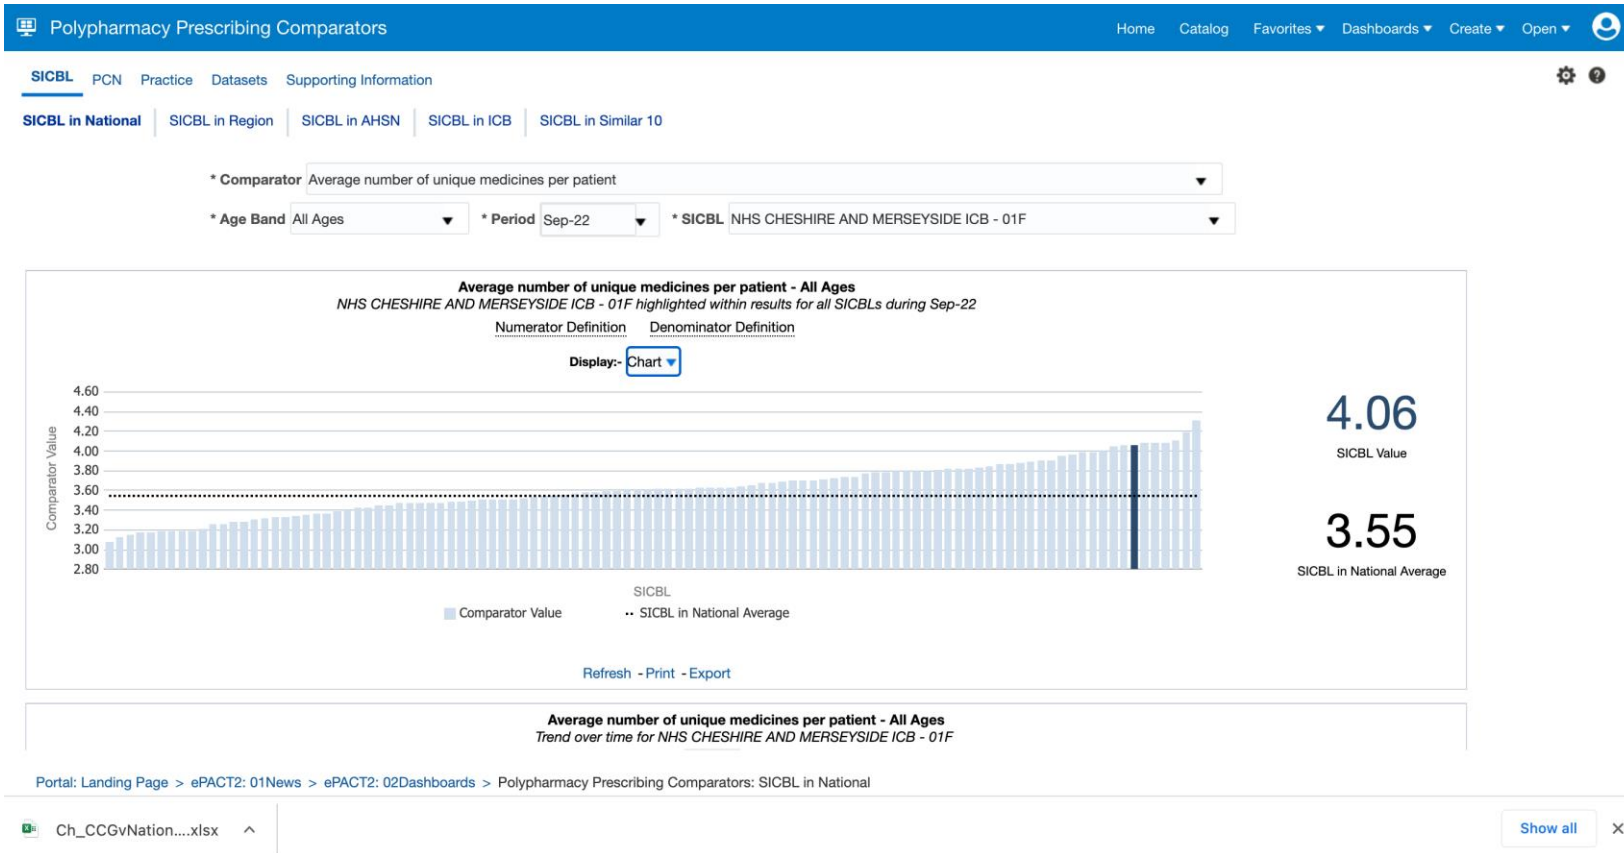 Polypharmacy Prescribing Comparators Home Catalog Favorites Dashboards Create Open
SICBL PCN Practice Datasets Supporting Information
SICBL in National SICBL in Region SICBL in AHSN SICBL in ICB SICBL in Similar 10
* Comparator Average number of unique medicines per patient
* Age Band All Ages * Period Sep-22 * SICBL NHS CHESHIRE AND MERSEYSIDE ICB - 01F
Average number of unique medicines per patient - All Ages
NHS CHESHIRE AND MERSEYSIDE ICB - 01F highlighted within results for all SICBLs during Sep-22
Numerator Definition Denominator Definition
Display:- Chart
Comparator Value
4.60
4.40
4.20
4.00
3.80
3.60
3.40
3.20
3.00
2.80
SICBL
Comparator Value SICBL in National Average
4.06
SICBL Value
3.55
SICBL in National Average
Refresh - Print - Export
Average number of unique medicines per patient - All Ages
Trend over time for NHS CHESHIRE AND MERSEYSIDE ICB - 01F
Portal: Landing Page > ePACT2: 01News > ePACT2: 02Dashboards > Polypharmacy Prescribing Comparators: SICBL in National
Ch_CCGvNation....xlsx Show all